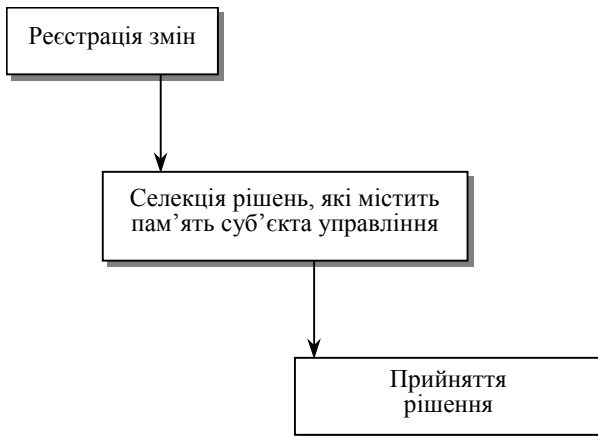 Реєстрація змін
Селекція рішень, які містить
пам’ять суб’єкта управління
Прийняття
рішення